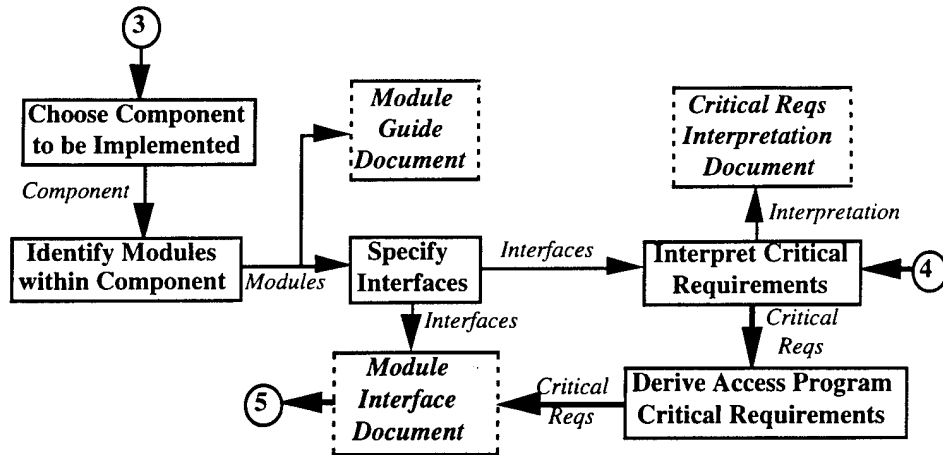 3
Choose Component
to be Implemented
Component
Identify Modules
within Component
Modules
Module
Guide
Document
Specify
Interfaces
Interfaces
Interfaces
Critical Reqs
Interpretation
Document
Interpretation
Interpret Critical
Requirements
4
Critical
Reqs
Derive Access Program
Critical Requirements
Critical
Reqs
Module
Interface
Document
5